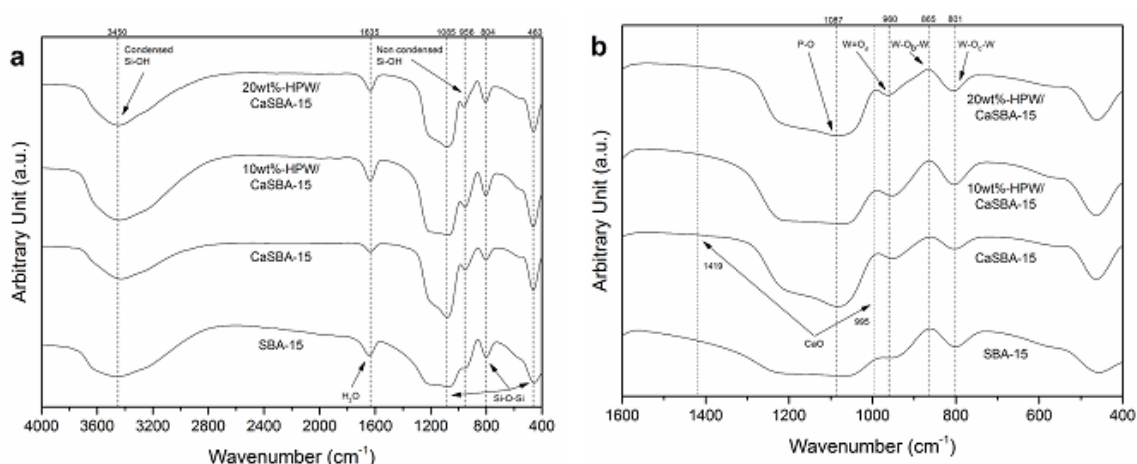 a
3450
1635
1085
956
804
463
Condensed
Si-OH
Non condensed
Si-OH
20wt%-HPW/
CaSBA-15
10wt%-HPW/
CaSBA-15
CaSBA-15
SBA-15
H2O
Si-O-Si
Arbitrary Unit (a.u.)
4000 3600 3200 2800 2400 2000 1600 1200 800 400
Wavenumber (cm-1)
b
1087
960
865
801
P-O
W=Od
W-Ob-W
W-Oc-W
20wt%-HPW/
CaSBA-15
10wt%-HPW/
CaSBA-15
CaSBA-15
1419
995
CaO
SBA-15
Arbitrary Unit (a.u.)
1600 1400 1200 1000 800 600 400
Wavenumber (cm-1)